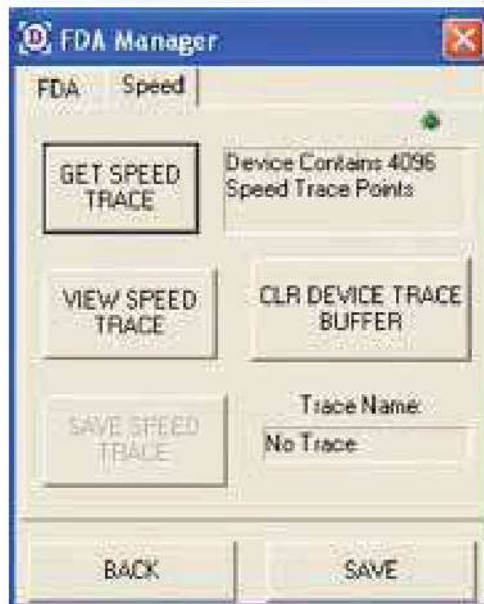 FDA Manager
FDA
Speed
GET SPEED
TRACE
Device Contains 4096
Speed Trace Points
VIEW SPEED
TRACE
CLR DEVICE TRACE
BUFFER
SAVE SPEED
TRACE
Trace Name:
No Trace
BACK
SAVE